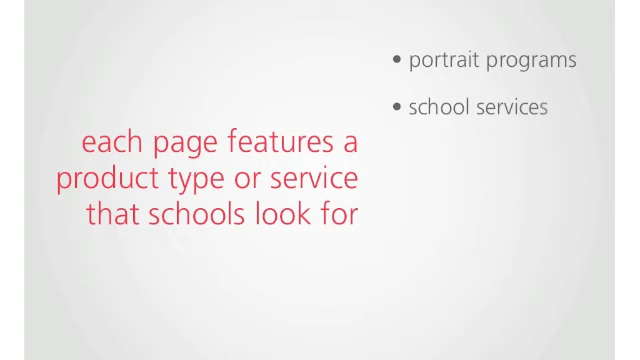 each page features a
product type or service
that schools look for
• portrait programs
• school services